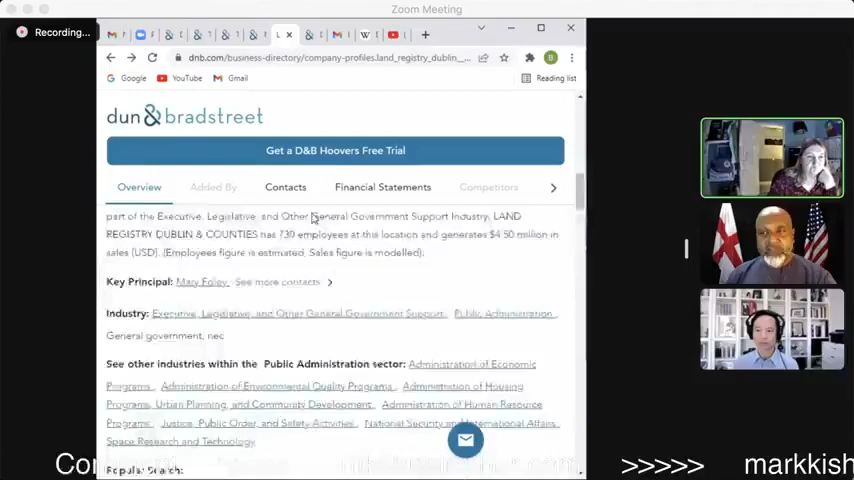 Zoom Meeting
Recording...
dnb.com/business-directory/company-profiles.land_registry_dublin_
Google
YouTube
Gmail
Reading list
dun & bradstreet
Get a D&B Hoovers Free Trial
Overview
Added By
Contacts
Financial Statements
Competitors
part of the Executive, Legislative, and Other General Government Support Industry. LAND
REGISTRY DUBLIN & COUNTIES has 730 employees at this location and generates $4.50 million in
sales (USD). (Employees figure is estimated, Sales figure is modelled).
Key Principal: Mary Foley See more contacts
Industry: Executive, Legislative, and Other General Government Support , Public Administration ,
General government, nec
See other industries within the Public Administration sector: Administration of Economic
Programs , Administration of Environmental Quality Programs , Administration of Housing
Programs, Urban Planning, and Community Development , Administration of Human Resource
Programs , Justice, Public Order, and Safety Activities , National Security and International Affairs ,
Space Research and Technology
Popular Search:
>>>>> markkish